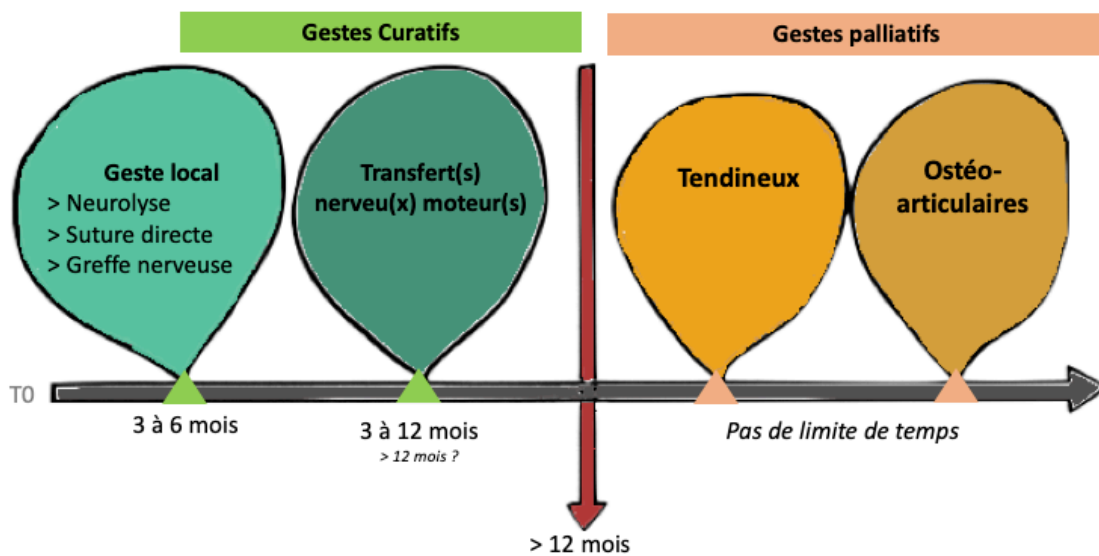 Gestes Curatifs
Gestes palliatifs
Geste local
> Neurolyse
> Suture directe
> Greffe nerveuse
Transfert(s)
nerveu(x) moteur(s)
Tendineux
Ostéo-
articulaires
T0
3 à 6 mois
3 à 12 mois
> 12 mois ?
Pas de limite de temps
> 12 mois